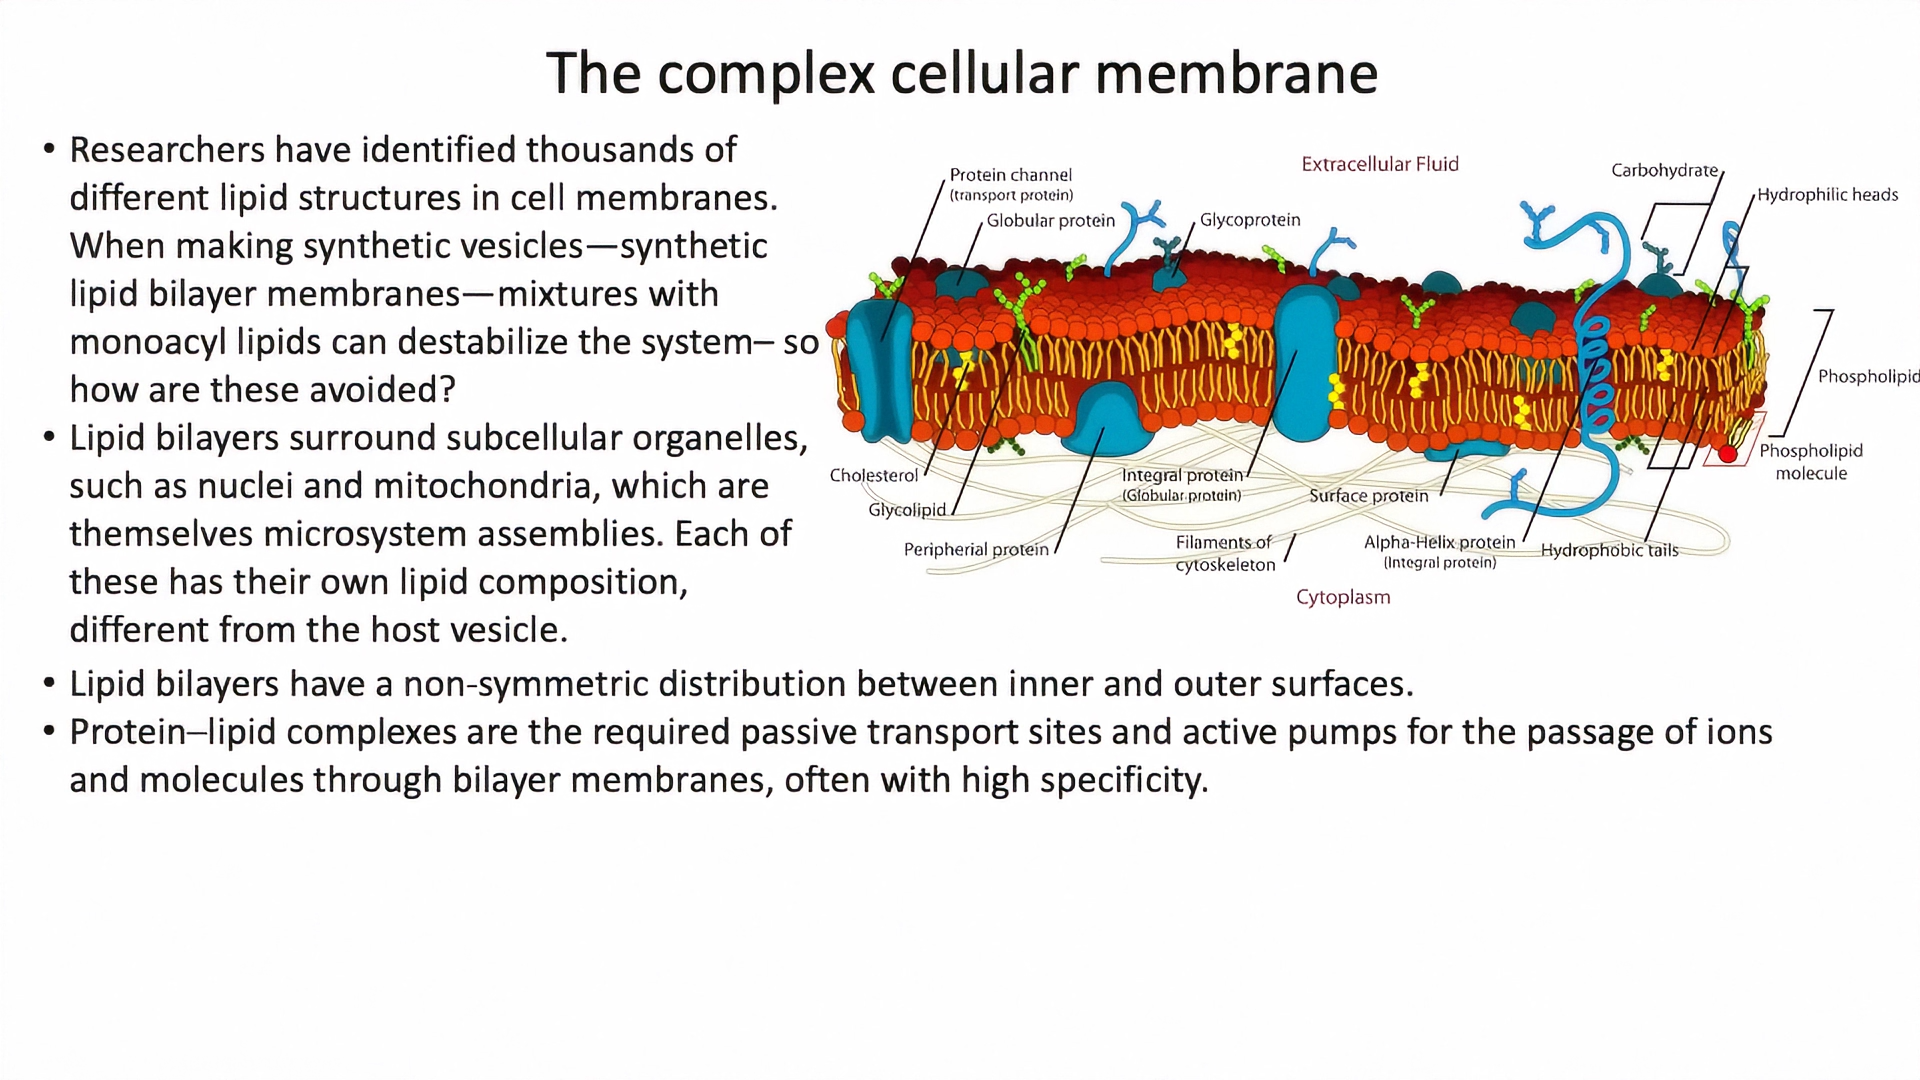 The complex cellular membrane
• Researchers have identified thousands of
different lipid structures in cell membranes.
When making synthetic vesicles—synthetic
lipid bilayer membranes—mixtures with
monoacyl lipids can destabilize the system– so
how are these avoided?
• Lipid bilayers surround subcellular organelles,
such as nuclei and mitochondria, which are
themselves microsystem assemblies. Each of
these has their own lipid composition,
different from the host vesicle.
• Lipid bilayers have a non-symmetric distribution between inner and outer surfaces.
• Protein–lipid complexes are the required passive transport sites and active pumps for the passage of ions
and molecules through bilayer membranes, often with high specificity.
Extracellular Fluid
Protein channel
(transport protein)
Globular protein
Glycoprotein
Carbohydrate
Hydrophilic heads
Phospholipid
Phospholipid
molecule
Cholesterol
Glycolipid
Peripherial protein
Integral protein
(Globular protein)
Surface protein
Filaments of
cytoskeleton
Alpha-Helix protein
(Integral protein)
Hydrophobic tails
Cytoplasm